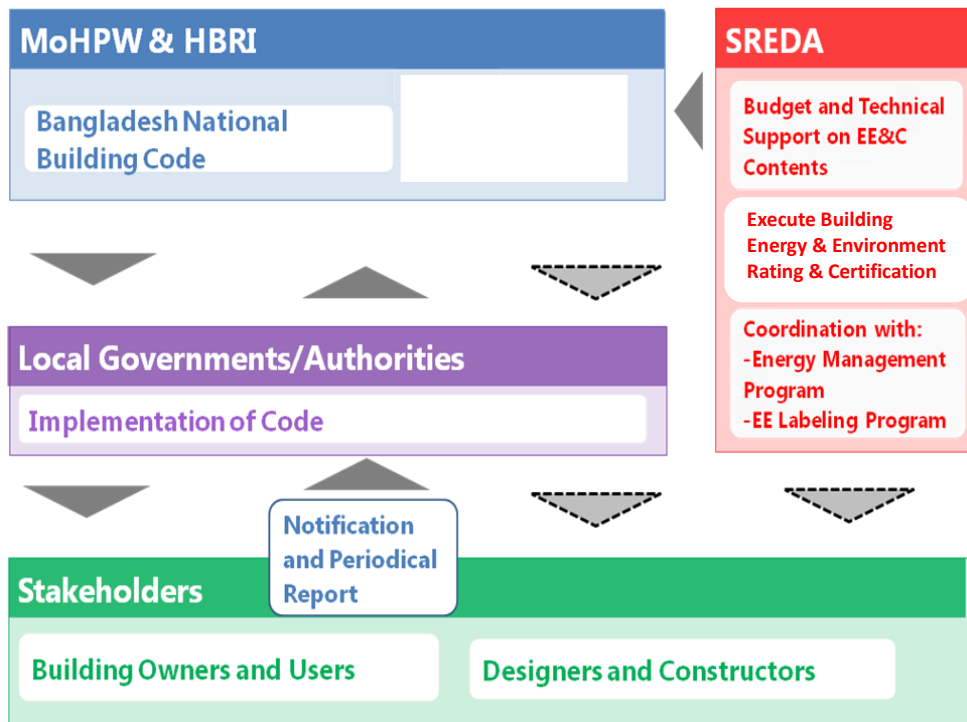 MoHPW & HBRI
Bangladesh National
Building Code
SREDA
Budget and Technical
Support on EE&C
Contents
Execute Building
Energy & Environment
Rating & Certification
Coordination with:
-Energy Management
Program
-EE Labeling Program
Local Governments/Authorities
Implementation of Code
Notification
and Periodical
Report
Stakeholders
Building Owners and Users
Designers and Constructors